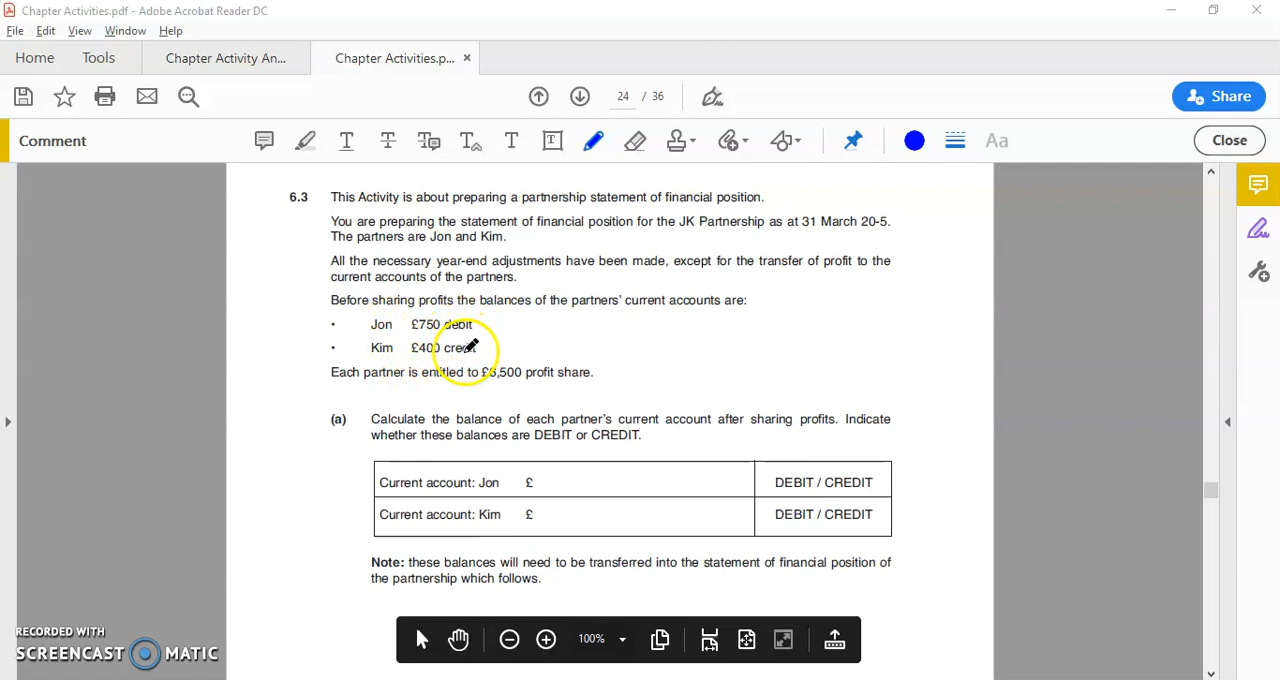 Chapter Activities.pdf - Adobe Acrobat Reader DC
File Edit View Window Help
Home Tools Chapter Activity An... Chapter Activities.p... ×
24 / 36
Share
Comment
Aa
Close
6.3 This Activity is about preparing a partnership statement of financial position.
You are preparing the statement of financial position for the JK Partnership as at 31 March 20-5.
The partners are Jon and Kim.
All the necessary year-end adjustments have been made, except for the transfer of profit to the
current accounts of the partners.
Before sharing profits the balances of the partners' current accounts are:
• Jon £750 debit
• Kim £400 credit
Each partner is entitled to £6,500 profit share.
(a) Calculate the balance of each partner's current account after sharing profits. Indicate
whether these balances are DEBIT or CREDIT.
Current account: Jon £ DEBIT / CREDIT
Current account: Kim £ DEBIT / CREDIT
Note: these balances will need to be transferred into the statement of financial position of
the partnership which follows.
100%
RECORDED WITH
SCREENCAST MATIC